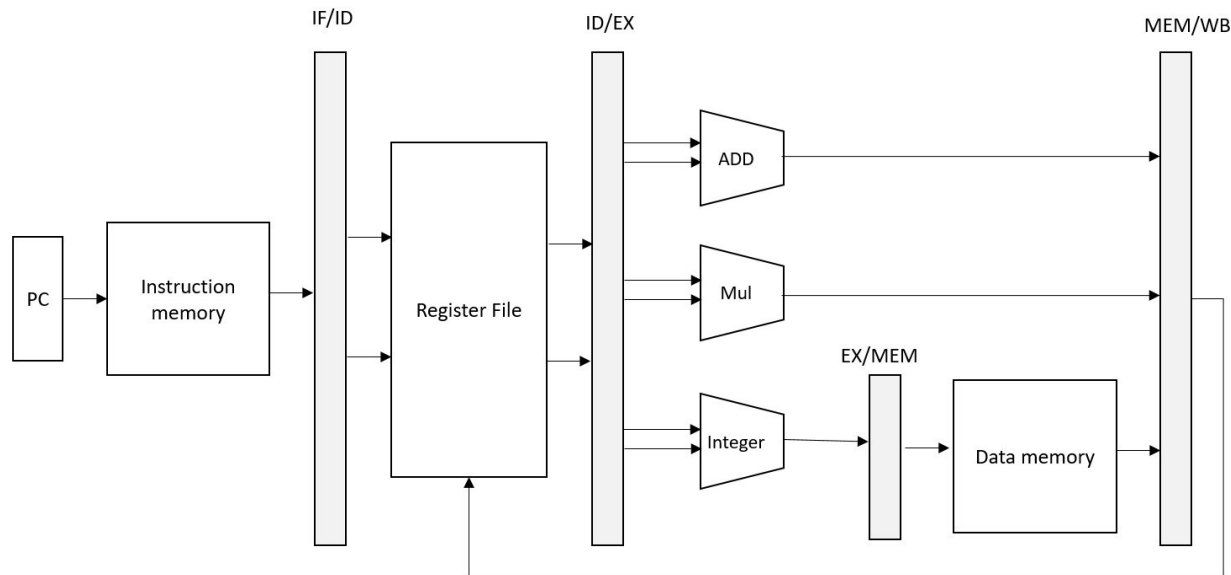 IF/ID
ID/EX
MEM/WB
ADD
PC
Instruction
memory
Register File
Mul
EX/MEM
Integer
Data memory